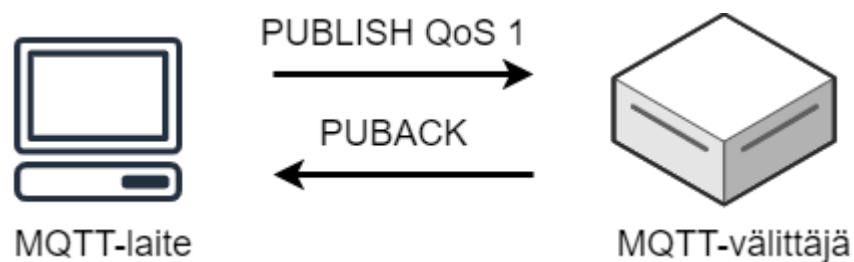 PUBLISH QoS 1
PUBACK
MQTT-laite
MQTT-välittäjä